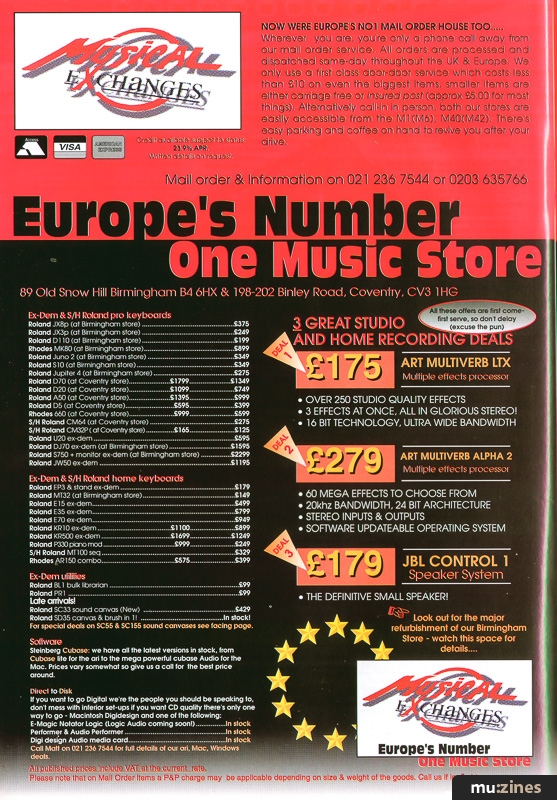 MUSICAL
EXCHANGES
Access
VISA
AMERICAN
EXPRESS
23.9% APR
NOW WERE EUROPE'S NO1 MAIL ORDER HOUSE TOO.....
Wherever you are, you're only a phone call away from
our mail order service. All orders are processed and
dispatched same-day throughout the UK & Europe. We
only use a first class door-door service which costs less
than £10 on even the biggest items, smaller items are
either carriage free or insured post (approx £5.00 for most
things). Alternatively call-in in person, both our stores are
easily accessible from the M1(M6), M40(M42). There's
easy parking and coffee on hand to revive you after your
drive.
Mail order & Information on 021 236 7544 or 0203 635766
Europe's Number
One Music Store
89 Old Snow Hill Birmingham B4 6HX & 198-202 Binley Road, Coventry, CV3 1HG
Ex-Dem & S/H Roland pro keyboards
Roland JX8p (at Birmingham store) £375
Roland JX3p (at Birmingham store) £249
Roland D110 (at Birmingham store) £199
Rhodes MK80 (at Birmingham store) £899
Roland Juno 2 (at Birmingham store) £349
Roland S10 (at Birmingham store) £349
Roland Jupiter 4 (at Birmingham store) £275
Roland D70 (at Coventry store) £1799 £1349
Roland D20 (at Coventry store) £1099 £749
Roland A50 (at Coventry store) £1395 £999
Roland D5 (at Coventry store) £595 £399
Rhodes 660 (at Coventry store) £999 £599
S/H Roland CM64 (at Coventry store) £275
S/H Roland CM32P (at Coventry store) £165 £125
Roland U20 ex-dem £595
Roland DJ70 ex-dem (at Birmingham store) £1595
Roland S750 + monitor ex-dem (at Birmingham store) £2299
Roland JW50 ex-dem £1195
Ex-Dem & S/H Roland home keyboards
Roland EP3 & stand ex-dem £179
Roland MT32 (at Birmingham store) £149
Roland E15 ex-dem £499
Roland E35 ex-dem £799
Roland E70 ex-dem £949
Roland KR10 ex-dem £1100 £899
Roland KR500 ex-dem £1699 £1249
Roland P330 piano mod £999 £249
S/H Roland MT100 seq £329
Rhodes AR150 combo £575 £399
Ex-Dem utilities
Roland BL1 bulk librarian £99
Roland PR1 £99
Late arrivals!
Roland SC33 sound canvas (New) £429
Roland SD35 canvas & brush in 1! In stock!
For special deals on SC55 & SC155 sound canvases see facing page.
Software
Steinberg Cubase: we have all the latest versions in stock, from
Cubase lite for the ari to the mega powerful cubase Audio for the
Mac. Prices vary somewhat so give us a call for the best price
around.
Direct to Disk
If you want to go Digital we're the people you should be speaking to,
don't mess with inferior set-ups if you want CD quality there's only one
way to go - Macintosh Digidesign and one of the following:
E-Magic Notator Logic (Logic Audio coming soon!) In stock
Performer & Audio Performer In stock
Digi design Audio media card In stock
Call Matt on 021 236 7544 for full details of our ari, Mac, Windows
deals.
All published prices include VAT at the current rate.
Please note that on Mail Order items a P&P charge may be applicable depending on size & weight of the goods. Call us if
All these offers are first come-
first serve, so don't delay
(excuse the pun)
3 GREAT STUDIO
AND HOME RECORDING DEALS
DEAL
1
£175
ART MULTIVERB LTX
Multiple effects processor
• OVER 250 STUDIO QUALITY EFFECTS
• 3 EFFECTS AT ONCE, ALL IN GLORIOUS STEREO!
• 16 BIT TECHNOLOGY, ULTRA WIDE BANDWIDTH
DEAL
2
£279
ART MULTIVERB ALPHA 2
Multiple effects processor
• 60 MEGA EFFECTS TO CHOOSE FROM
• 20khz BANDWIDTH, 24 BIT ARCHITECTURE
• STEREO INPUTS & OUTPUTS
• SOFTWARE UPDATEABLE OPERATING SYSTEM
DEAL
3
£179
JBL CONTROL 1
Speaker System
• THE DEFINITIVE SMALL SPEAKER!
Look out for the major
refurbishment of our Birmingham
Store - watch this space for
details....
MUSICAL
EXCHANGES
Europe's Number
One Music Store
mu:zines